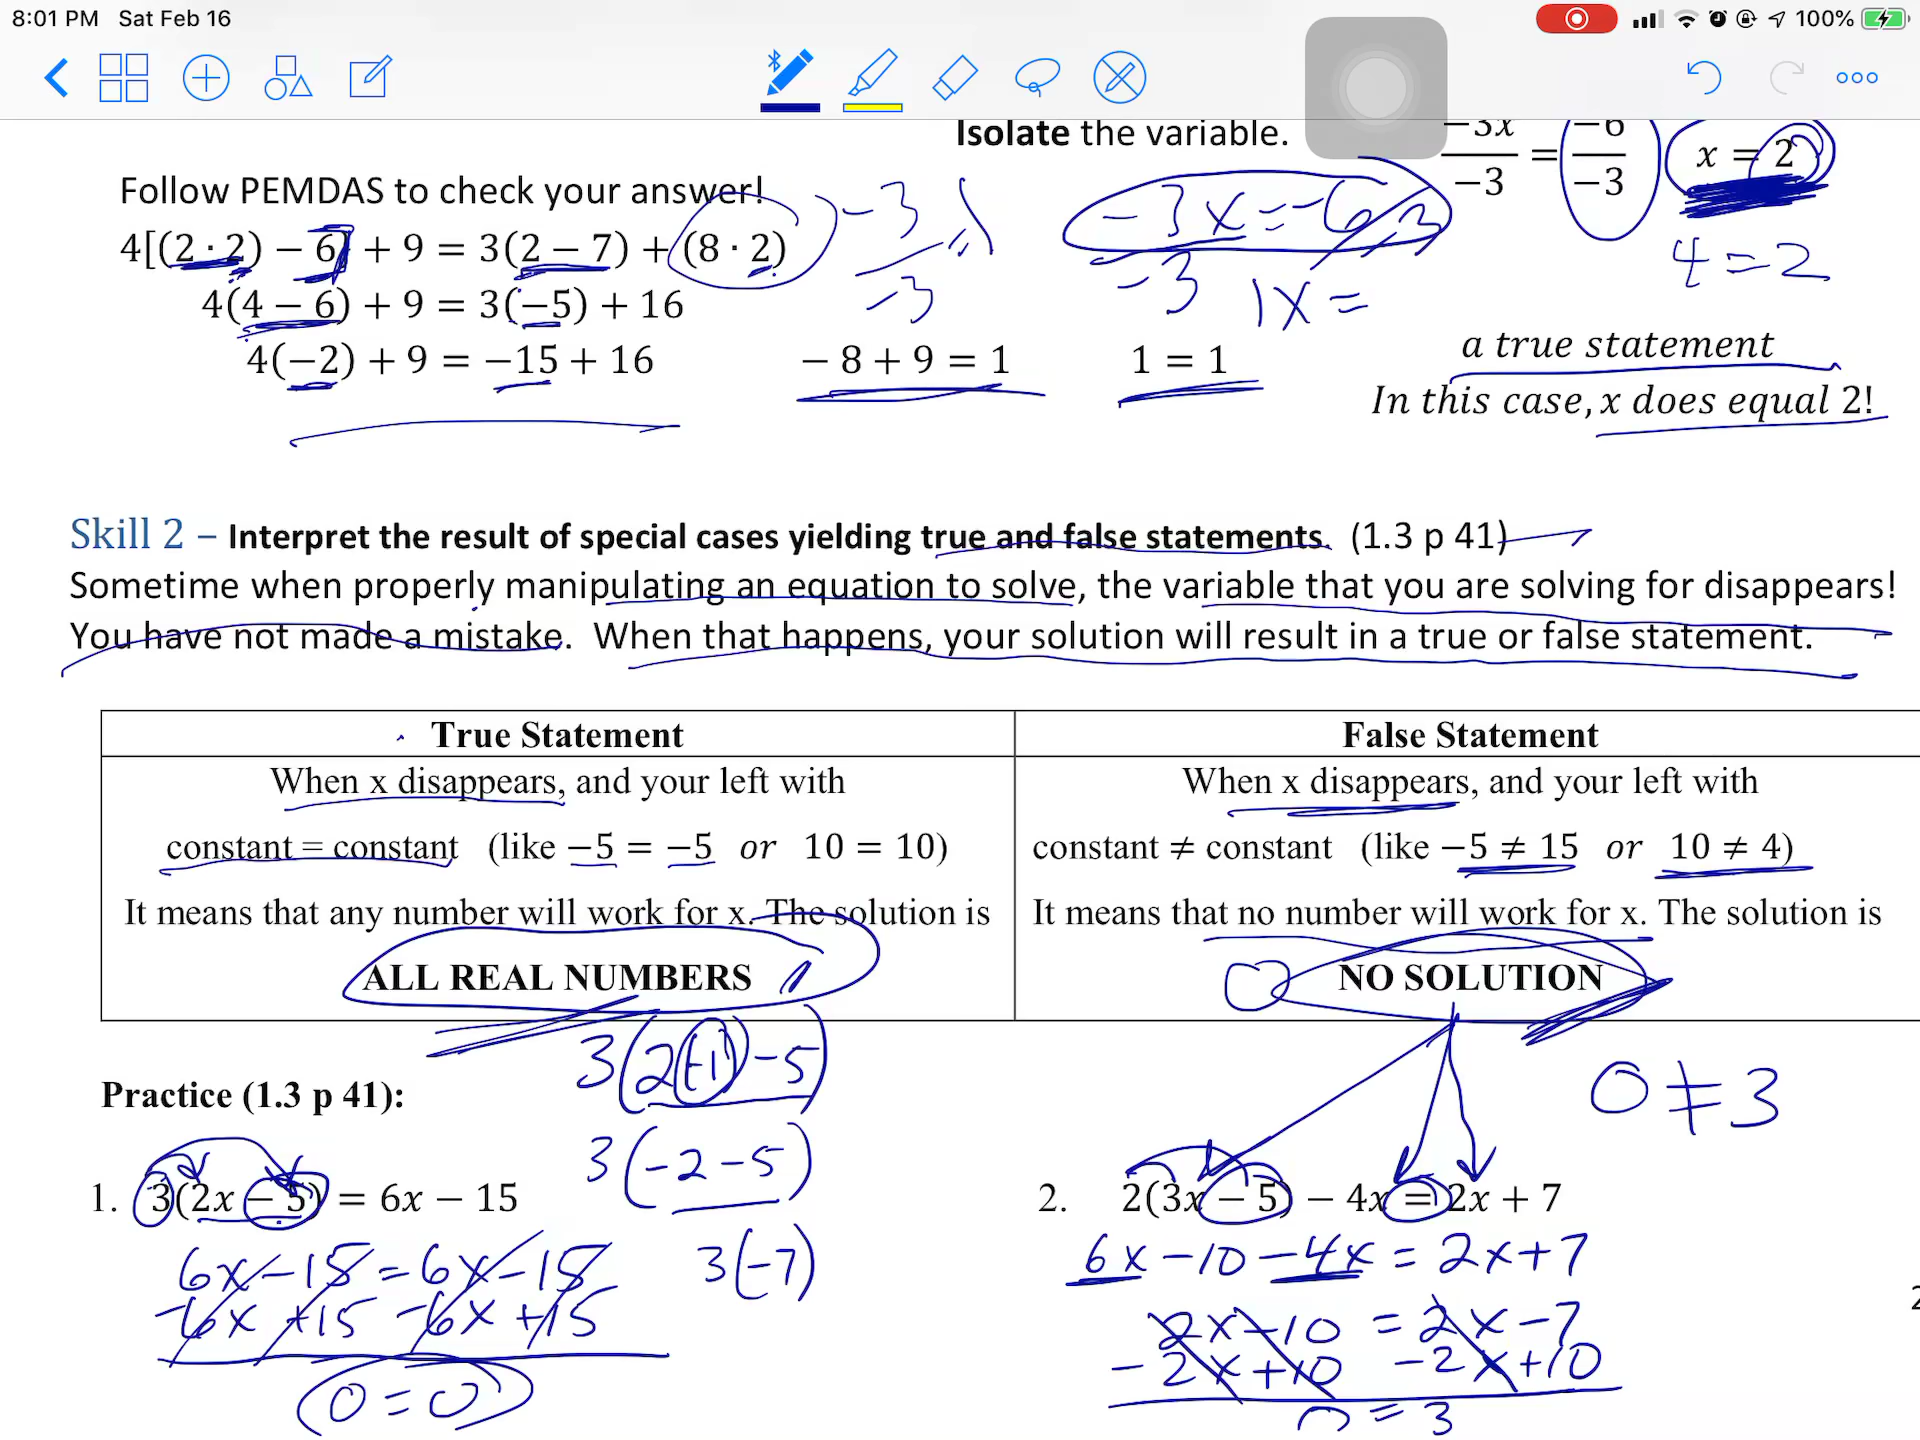 8:01 PM Sat Feb 16 100%
Isolate the variable. −3x/−3 = −6/−3 x = 2
Follow PEMDAS to check your answer!
4[(2 · 2) − 6] + 9 = 3(2 − 7) + (8 · 2)
-3/-3
-3x = -6
-3
1x =
4 = 2
4(4 − 6) + 9 = 3(−5) + 16
4(−2) + 9 = −15 + 16 − 8 + 9 = 1 1 = 1
a true statement
In this case, x does equal 2!
Skill 2 – Interpret the result of special cases yielding true and false statements. (1.3 p 41)
Sometime when properly manipulating an equation to solve, the variable that you are solving for disappears!
You have not made a mistake. When that happens, your solution will result in a true or false statement.
True Statement
When x disappears, and your left with
constant = constant (like −5 = −5 or 10 = 10)
It means that any number will work for x. The solution is
ALL REAL NUMBERS
False Statement
When x disappears, and your left with
constant ≠ constant (like −5 ≠ 15 or 10 ≠ 4)
It means that no number will work for x. The solution is
NO SOLUTION
Practice (1.3 p 41):
3(2(-1)-5)
3(-2-5)
3(-7)
1. 3(2x − 5) = 6x − 15
6x-15=6x-15
-6x +15 -6x +15
0 = 0
0 ≠ 3
2. 2(3x − 5) − 4x = 2x + 7
6x-10-4x = 2x+7
2x-10 = 2x-7
-2x+10 -2x+10
0 = 3